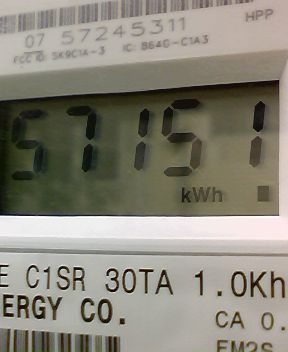 HPP
07 57245311
FCC ID: SK9C1A-3 IC: 864G-C1A3
57151
kWh
E C1SR 30TA 1.0Kh
ERGY CO.
CA 0.
FM2S